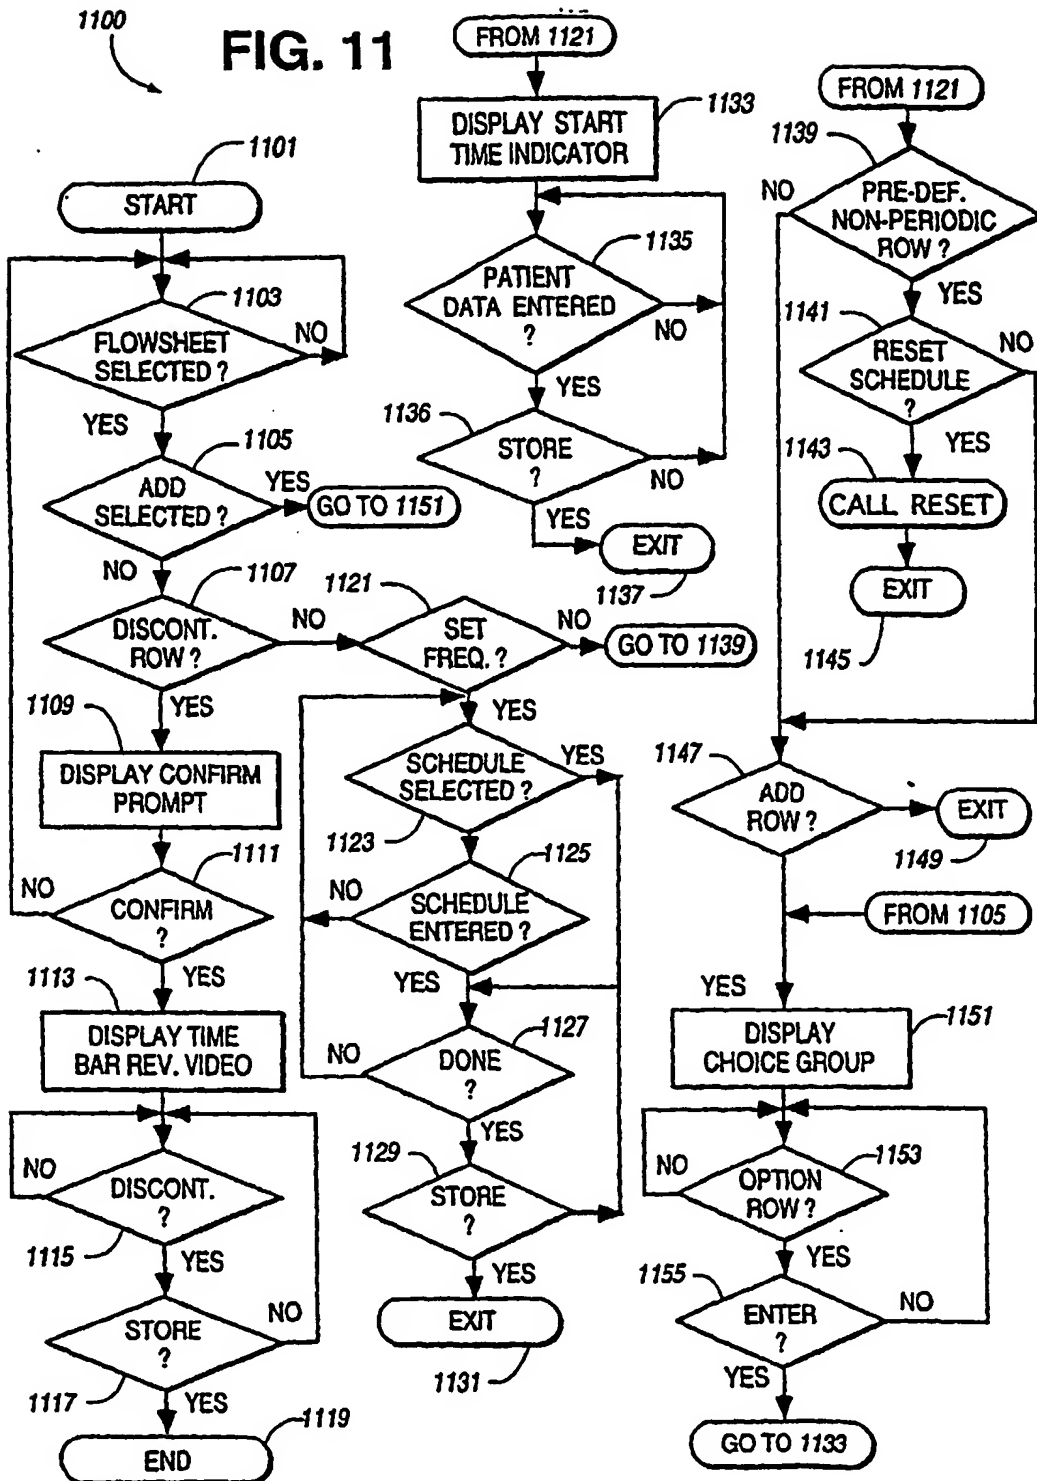 1100
FIG. 11
1101
START
1103
FLOWSHEET
SELECTED ?
NO
YES
1105
ADD
SELECTED ?
YES
GO TO 1151
NO
1107
DISCONT.
ROW ?
NO
YES
1109
DISPLAY CONFIRM
PROMPT
1111
NO
CONFIRM
?
YES
1113
DISPLAY TIME
BAR REV. VIDEO
NO
DISCONT.
?
1115
YES
STORE
?
NO
1117
YES
1119
END
FROM 1121
1133
DISPLAY START
TIME INDICATOR
1135
PATIENT
DATA ENTERED
?
NO
YES
1136
STORE
?
NO
YES
EXIT
1137
1121
SET
FREQ. ?
NO
GO TO 1139
YES
SCHEDULE
SELECTED ?
YES
1123
1125
NO
SCHEDULE
ENTERED ?
YES
1127
NO
DONE
?
YES
1129
STORE
?
YES
EXIT
1131
FROM 1121
1139
NO
PRE-DEF.
NON-PERIODIC
ROW ?
YES
1141
RESET
SCHEDULE
?
NO
YES
1143
CALL RESET
EXIT
1145
1147
ADD
ROW ?
EXIT
1149
FROM 1105
YES
1151
DISPLAY
CHOICE GROUP
1153
NO
OPTION
ROW ?
YES
1155
ENTER
?
NO
YES
GO TO 1133